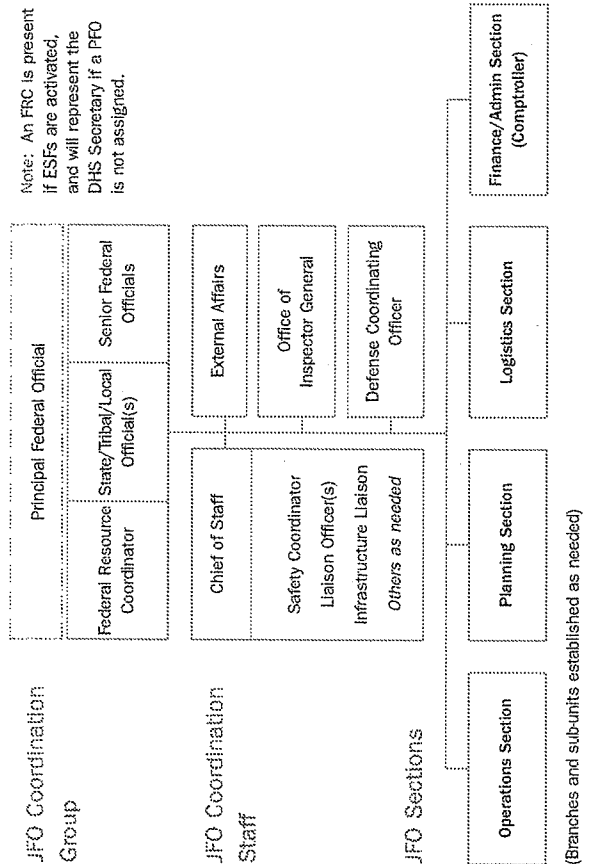 Note: An FRC is present
if ESFs are activated,
and will represent the
DHS Secretary if a PFO
is not assigned.
JFO Coordination
Group
Principal Federal Official
Federal Resource
Coordinator
State/Tribal/Local
Official(s)
Senior Federal
Officials
JFO Coordination
Staff
Chief of Staff
Safety Coordinator
Liaison Officer(s)
Infrastructure Liaison
Others as needed
External Affairs
Office of
Inspector General
Defense Coordinating
Officer
JFO Sections
Operations Section
Planning Section
Logistics Section
Finance/Admin Section
(Comptroller)
(Branches and sub-units established as needed)